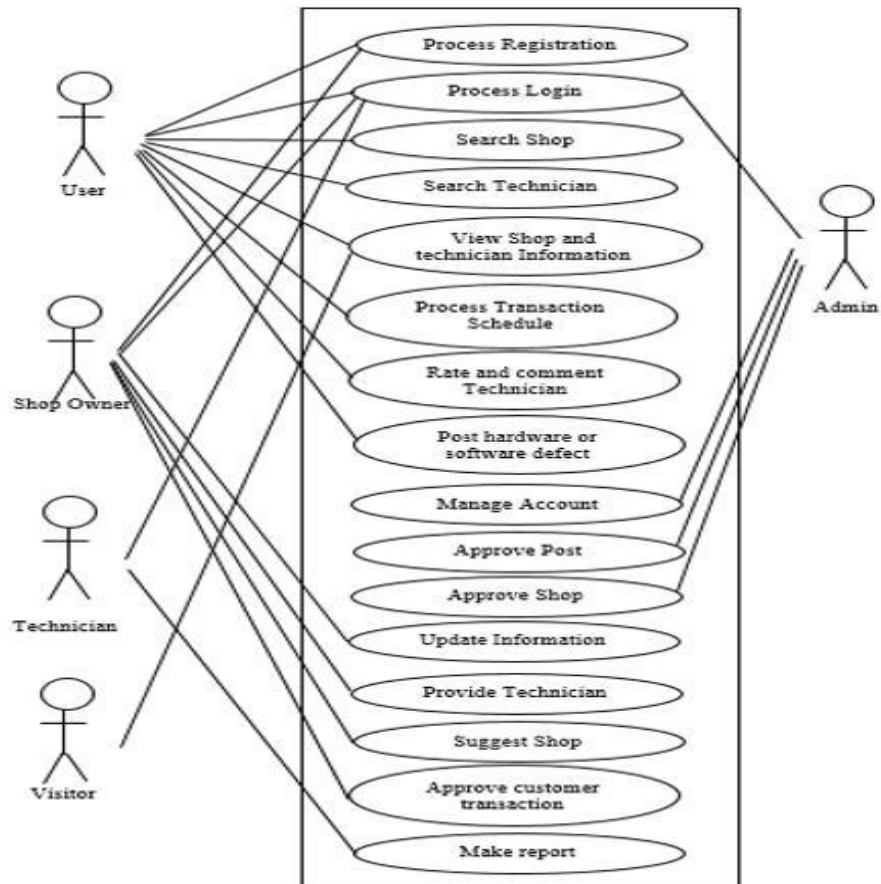 Process Registration
Process Login
Search Shop
User
Search Technician
View Shop and
technician Information
Admin
Process Transaction
Schedule
Shop Owner
Rate and comment
Technician
Post hardware or
software defect
Manage Account
Approve Post
Approve Shop
Technician
Update Information
Provide Technician
Suggest Shop
Visitor
Approve customer
transaction
Make report